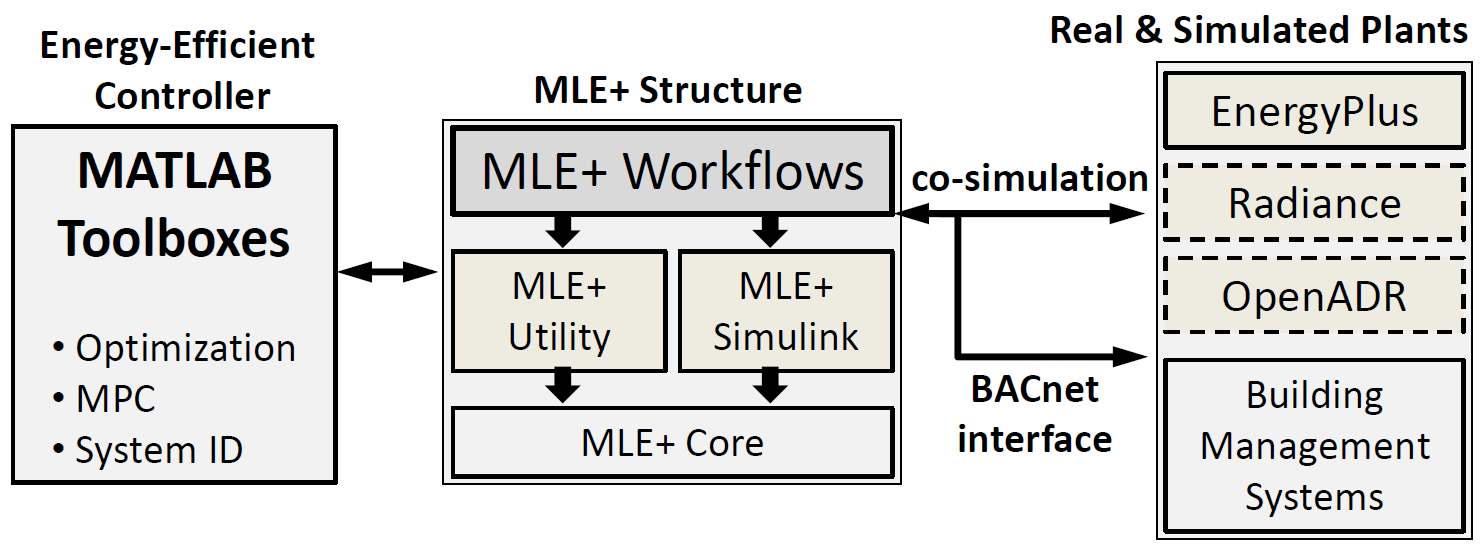 Energy-Efficient
Controller
MATLAB
Toolboxes
• Optimization
• MPC
• System ID
MLE+ Structure
MLE+ Workflows
MLE+
Utility
MLE+
Simulink
MLE+ Core
co-simulation
BACnet
interface
Real & Simulated Plants
EnergyPlus
Radiance
OpenADR
Building
Management
Systems